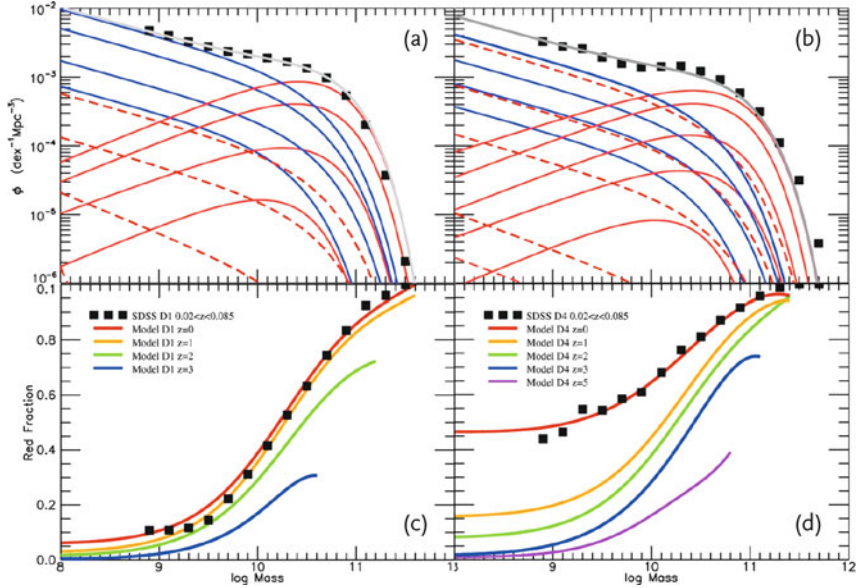 10⁻²
(a)
(b)
10⁻³
10⁻⁴
10⁻⁵
10⁻⁶
ϕ (dex⁻¹Mpc⁻³)
0.1
SDSS D1 0.02<z<0.085
Model D1 z=0
Model D1 z=1
Model D1 z=2
Model D1 z=3
SDSS D4 0.02<z<0.085
Model D4 z=0
Model D4 z=1
Model D4 z=2
Model D4 z=3
Model D4 z=5
0.8
0.6
0.4
0.2
0.0
Red Fraction
(c)
(d)
8 9 10 11 13 9 10 11 12
log Mass
log Mass